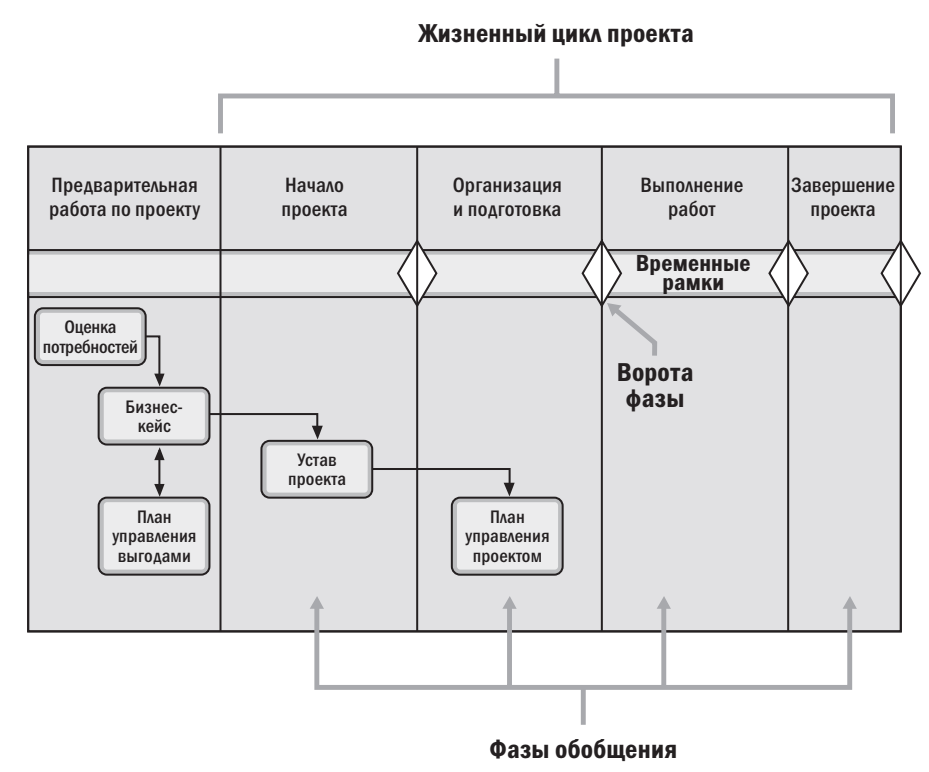 Жизненный цикл проекта
Предварительная
работа по проекту
Начало
проекта
Организация
и подготовка
Выполнение
работ
Завершение
проекта
Временные
рамки
Оценка
потребностей
Ворота
фазы
Бизнес-
кейс
Устав
проекта
План
управления
выгодами
План
управления
проектом
Фазы обобщения